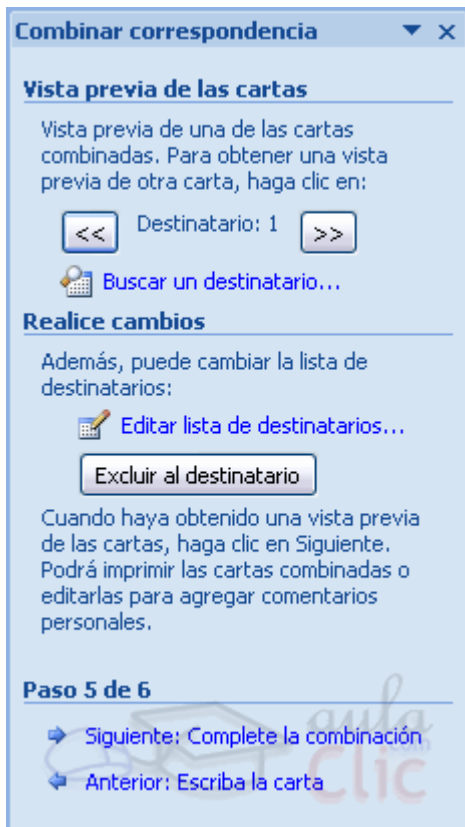 Combinar correspondencia
Vista previa de las cartas
Vista previa de una de las cartas
combinadas. Para obtener una vista
previa de otra carta, haga clic en:
<< Destinatario: 1 >>
Buscar un destinatario...
Realice cambios
Además, puede cambiar la lista de
destinatarios:
Editar lista de destinatarios...
Excluir al destinatario
Cuando haya obtenido una vista previa
de las cartas, haga clic en Siguiente.
Podrá imprimir las cartas combinadas o
editarlas para agregar comentarios
personales.
Paso 5 de 6
aula
Siguiente: Complete la combinación
.com
Anterior: Escriba la carta
Clic